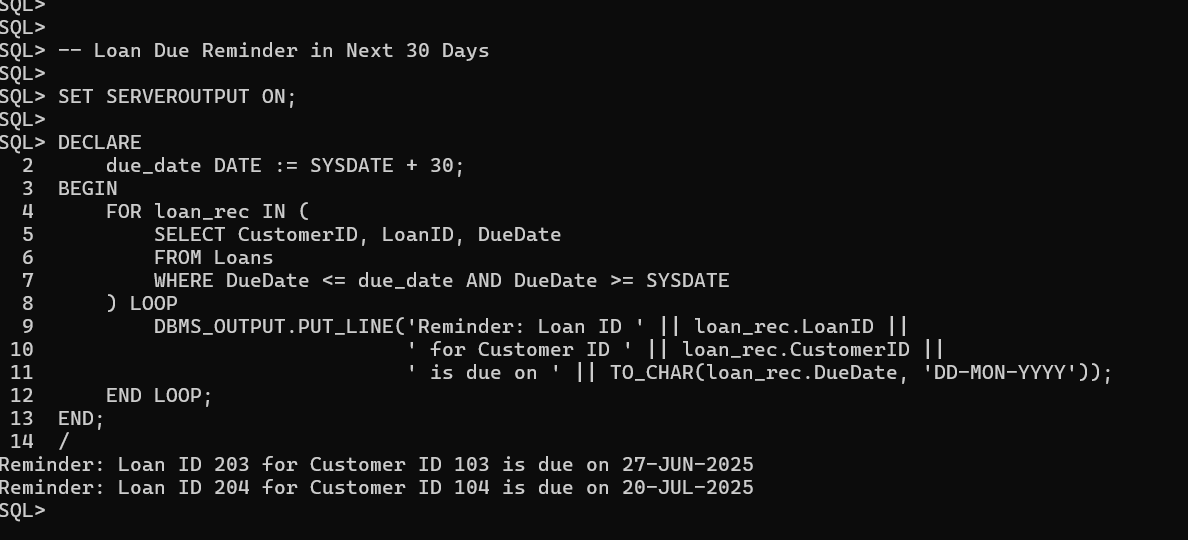 SQL>
SQL>
SQL> -- Loan Due Reminder in Next 30 Days
SQL>
SQL> SET SERVEROUTPUT ON;
SQL>
SQL> DECLARE
  2      due_date DATE := SYSDATE + 30;
  3  BEGIN
  4      FOR loan_rec IN (
  5          SELECT CustomerID, LoanID, DueDate
  6          FROM Loans
  7          WHERE DueDate <= due_date AND DueDate >= SYSDATE
  8      ) LOOP
  9          DBMS_OUTPUT.PUT_LINE('Reminder: Loan ID ' || loan_rec.LoanID ||
 10                               ' for Customer ID ' || loan_rec.CustomerID ||
 11                               ' is due on ' || TO_CHAR(loan_rec.DueDate, 'DD-MON-YYYY'));
 12      END LOOP;
 13  END;
 14  /
Reminder: Loan ID 203 for Customer ID 103 is due on 27-JUN-2025
Reminder: Loan ID 204 for Customer ID 104 is due on 20-JUL-2025
SQL>